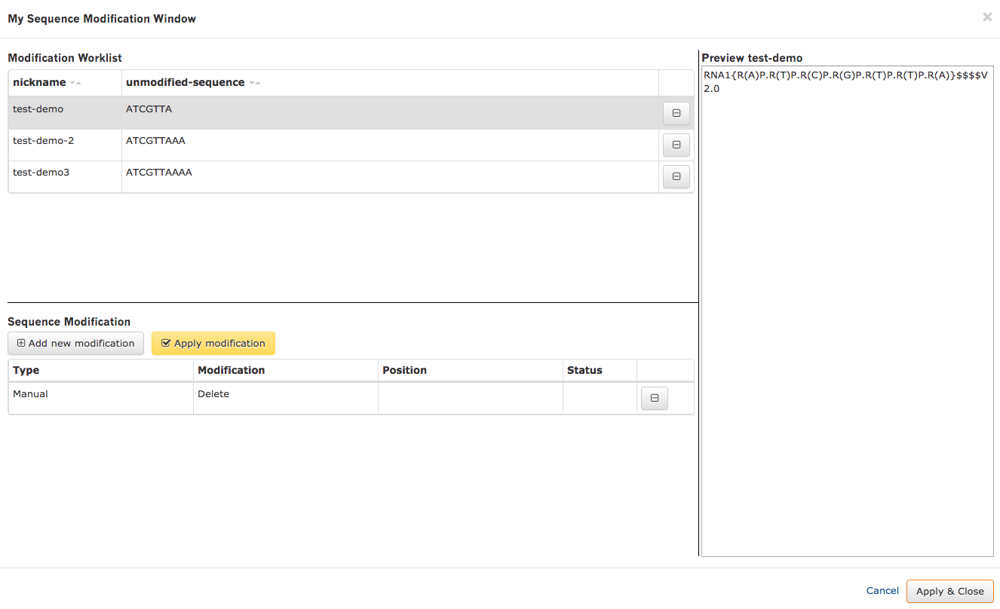 My Sequence Modification Window
Modification Worklist
nickname unmodified-sequence
test-demo ATCGTTA
test-demo-2 ATCGTTAAA
test-demo3 ATCGTTAAAA
Sequence Modification
Add new modification Apply modification
Type Modification Position Status
Manual Delete
Preview test-demo
RNA1{R(A)P.R(T)P.R(C)P.R(G)P.R(T)P.R(T)P.R(A)}$$$$V
2.0
Cancel Apply & Close